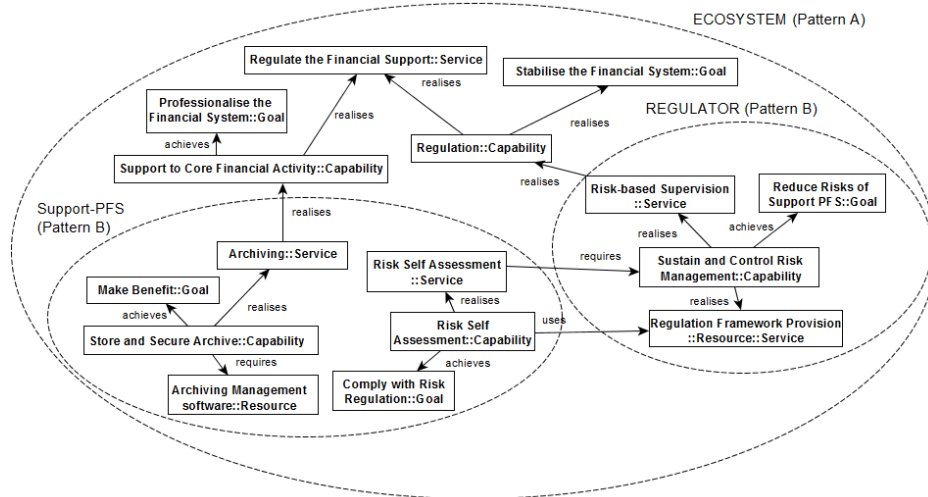 ECOSYSTEM (Pattern A)
Regulate the Financial Support::Service
Stabilise the Financial System::Goal
realises
realises
Professionalise the
Financial System::Goal
REGULATOR (Pattern B)
realises
realises
achieves
Regulation::Capability
Support to Core Financial Activity::Capability
realises
Risk-based Supervision
::Service
Reduce Risks of
Support PFS::Goal
Support-PFS
(Pattern B)
realises
realises
achieves
Archiving::Service
Risk Self Assessment
::Service
requires
Sustain and Control Risk
Management::Capability
Make Benefit::Goal
achieves
realises
realises
realises
Store and Secure Archive::Capability
Risk Self
Assessment::Capability
uses
Regulation Framework Provision
::Resource::Service
requires
achieves
Archiving Management
software::Resource
Comply with Risk
Regulation::Goal